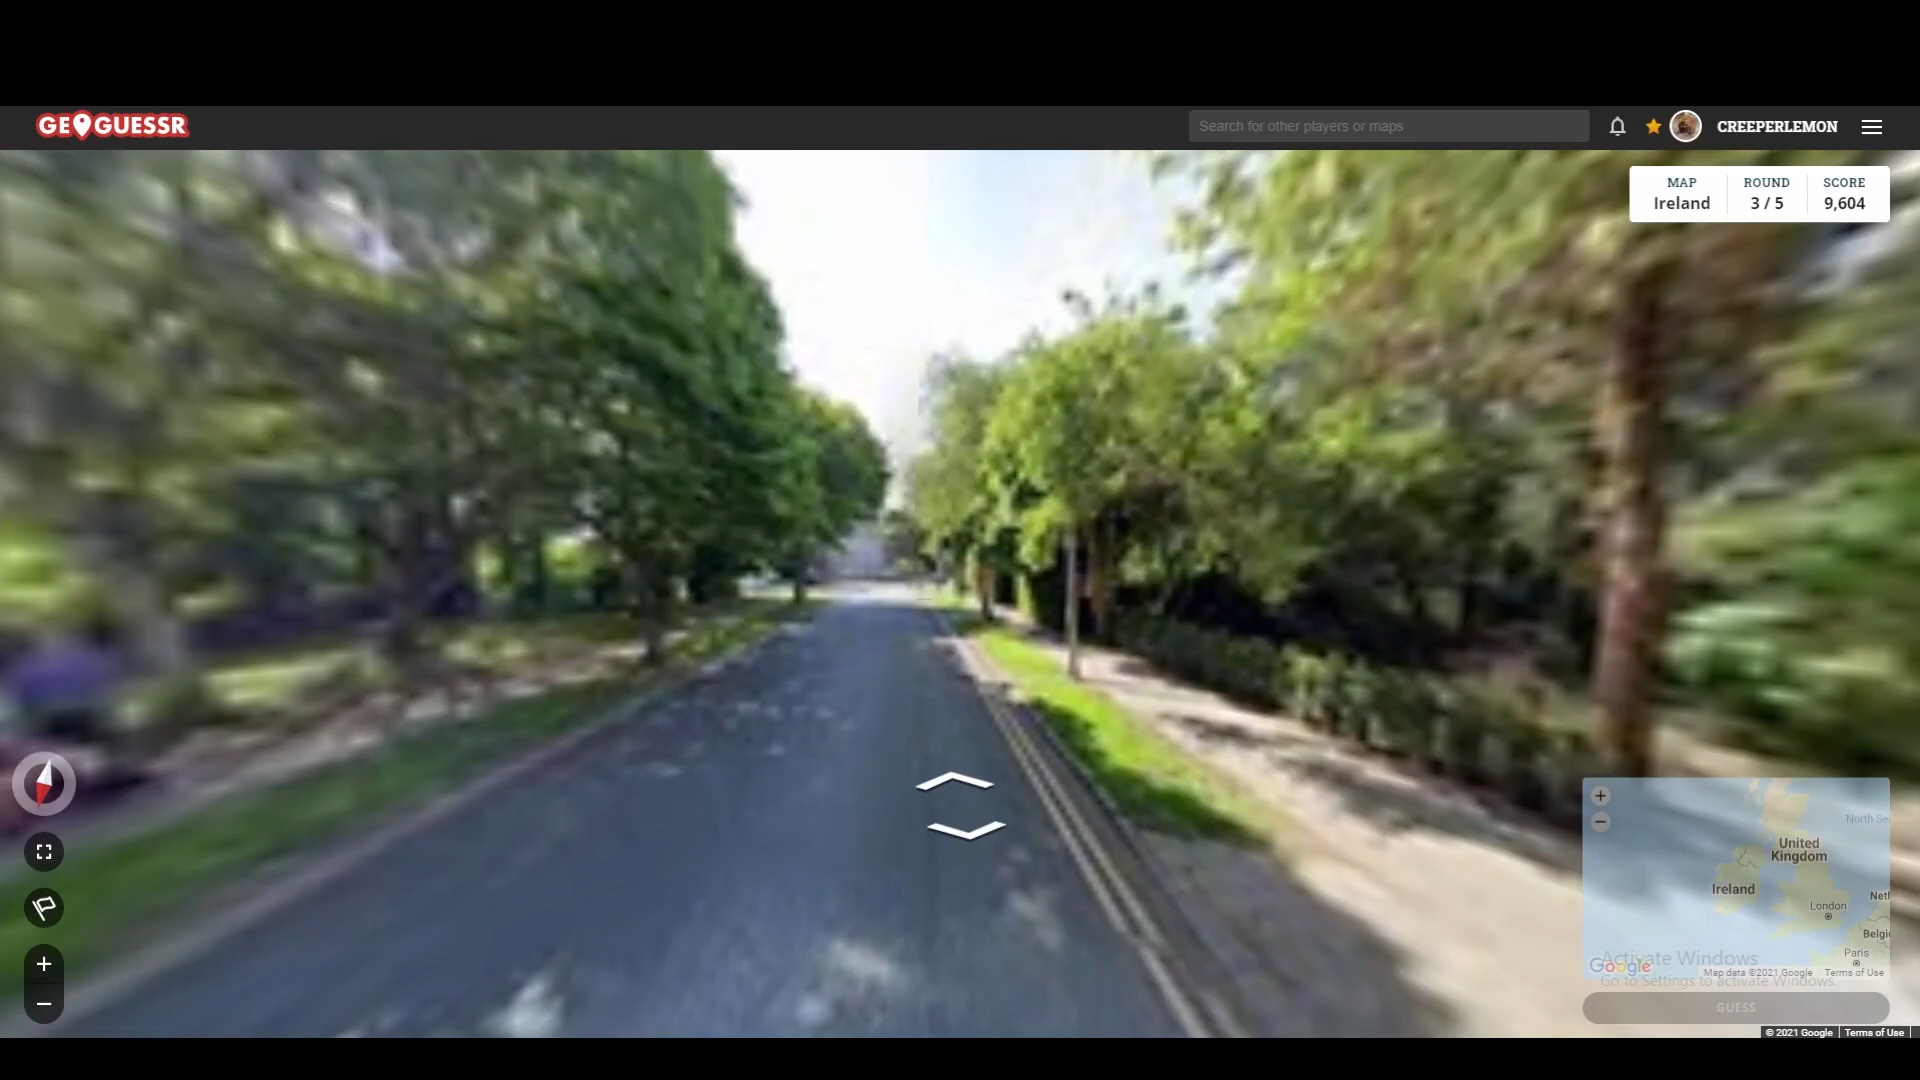 GEOGUESSR
Search for other players or maps
CREEPERLEMON
MAP ROUND SCORE
Ireland 3 / 5 9,604
+
−
North Sea
United
Kingdom
Ireland
London
Belgi
Paris
Activate Windows
Google
Map data ©2021 Google Terms of Use
Go to Settings to activate Windows.
GUESS
© 2021 Google Terms of Use